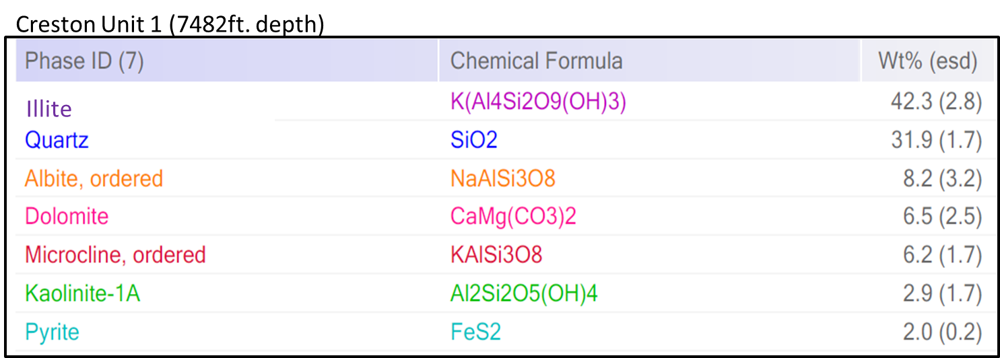 Creston Unit 1 (7482ft. depth)
Phase ID (7) Chemical Formula Wt% (esd)
Illite K(Al4Si2O9(OH)3) 42.3 (2.8)
Quartz SiO2 31.9 (1.7)
Albite, ordered NaAlSi3O8 8.2 (3.2)
Dolomite CaMg(CO3)2 6.5 (2.5)
Microcline, ordered KAlSi3O8 6.2 (1.7)
Kaolinite-1A Al2Si2O5(OH)4 2.9 (1.7)
Pyrite FeS2 2.0 (0.2)